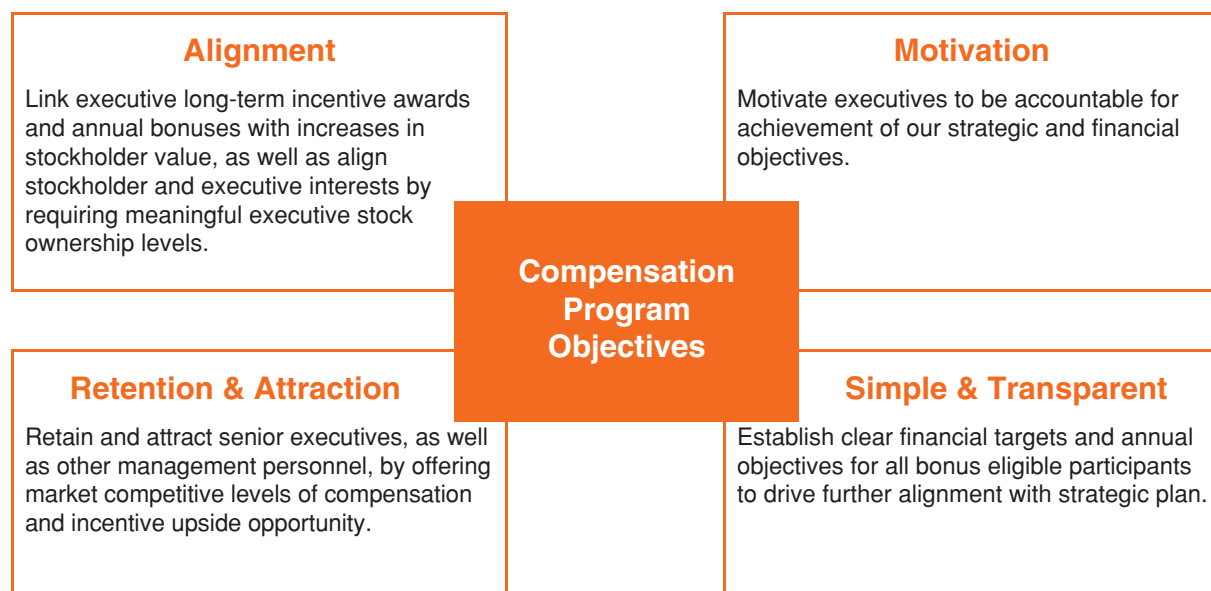 Alignment
Link executive long-term incentive awards
and annual bonuses with increases in
stockholder value, as well as align
stockholder and executive interests by
requiring meaningful executive stock
ownership levels.
Motivation
Motivate executives to be accountable for
achievement of our strategic and financial
objectives.
Compensation
Program
Objectives
Retention & Attraction
Retain and attract senior executives, as well
as other management personnel, by offering
market competitive levels of compensation
and incentive upside opportunity.
Simple & Transparent
Establish clear financial targets and annual
objectives for all bonus eligible participants
to drive further alignment with strategic plan.